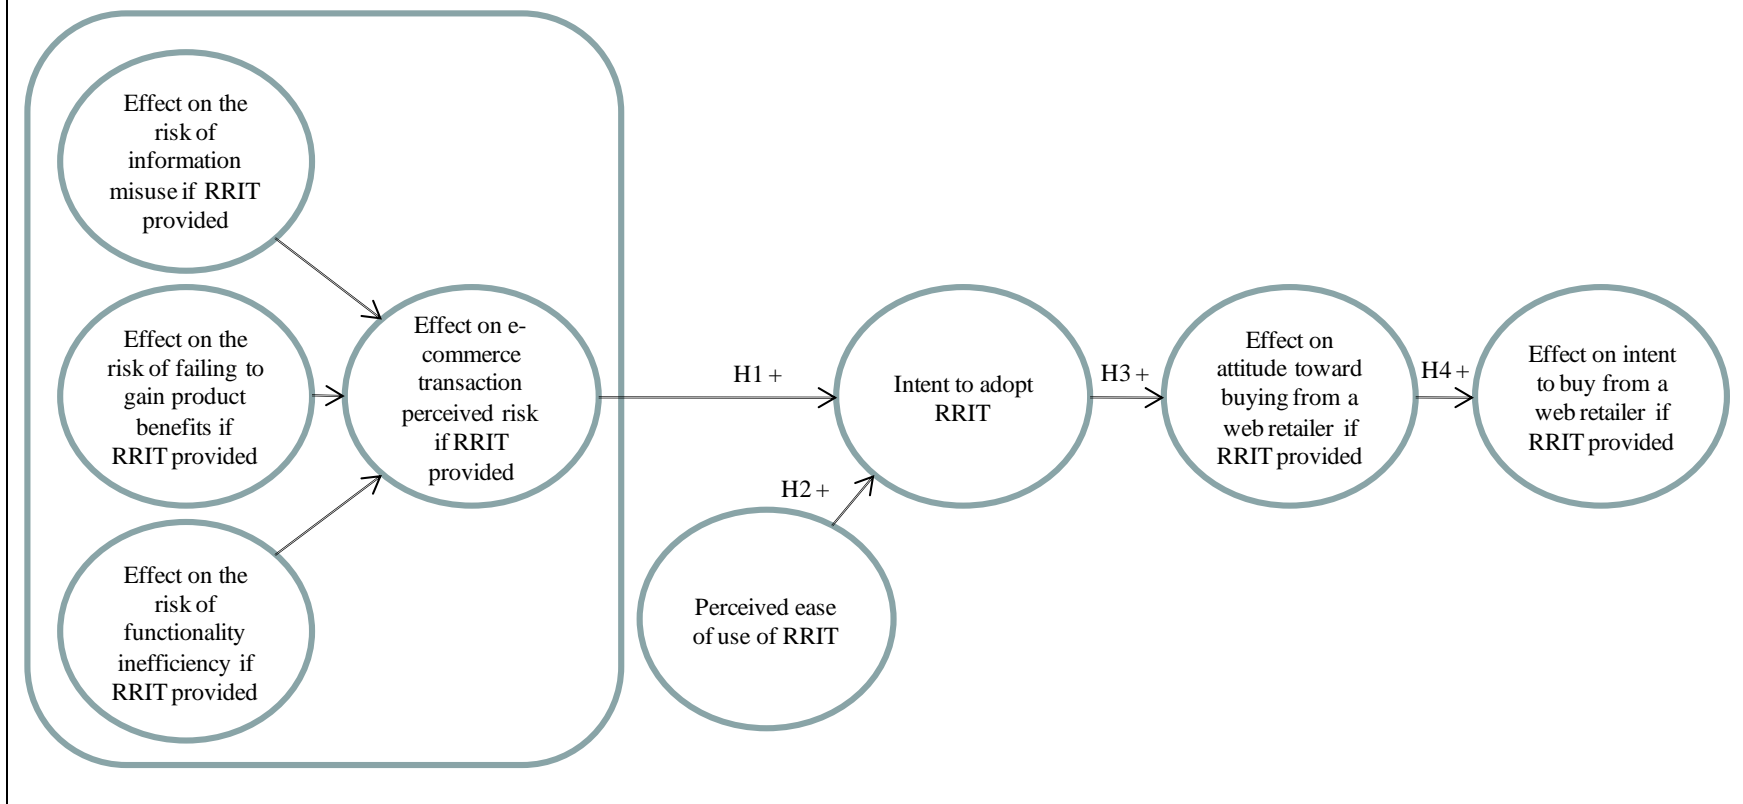 Effect on the
risk of
information
misuse if RRIT
provided
Effect on the
risk of failing to
gain product
benefits if
RRIT provided
Effect on the
risk of
functionality
inefficiency if
RRIT provided
Effect on e-
commerce
transaction
perceived risk
if RRIT
provided
H1 +
H2 +
Perceived ease
of use of RRIT
Intent to adopt
RRIT
H3 +
Effect on
attitude toward
buying from a
web retailer if
RRIT provided
H4 +
Effect on intent
to buy from a
web retailer if
RRIT provided